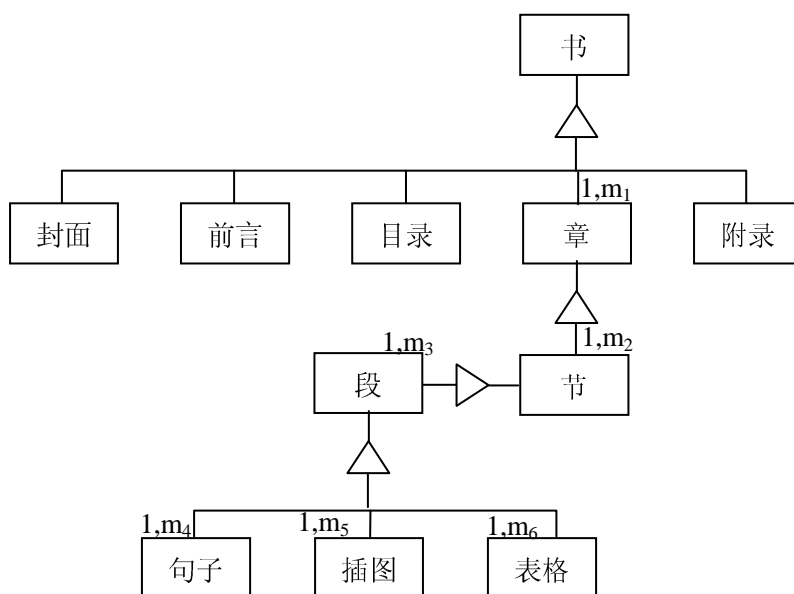 书
1,m₁
封面 前言 目录 章 附录
1,m₃ 1,m₂
段 节
1,m₄ 1,m₅ 1,m₆
句子 插图 表格